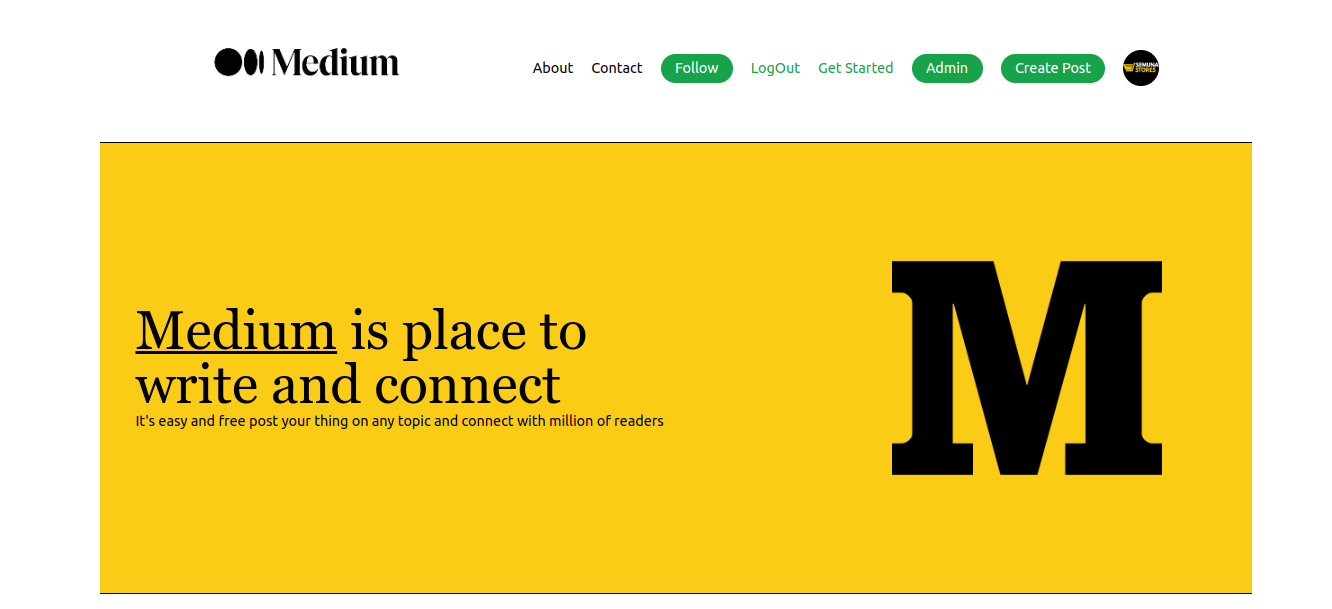 Medium
About Contact Follow LogOut Get Started Admin Create Post
SEMUNA
STORES
Medium is place to
write and connect
It's easy and free post your thing on any topic and connect with million of readers
M